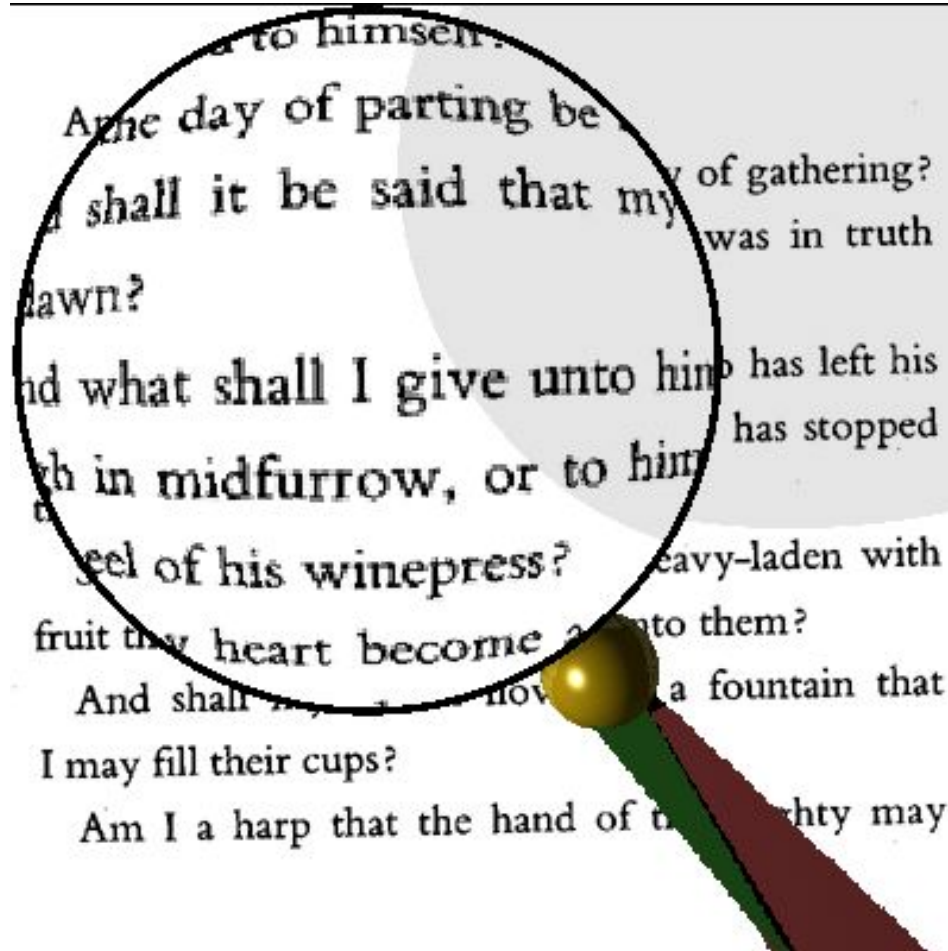 to himself?
the day of parting be of gathering?
shall it be said that my was in truth
dawn?
what shall I give unto him has left his
in midfurrow, or to him has stopped
of his winepress?
heart become heavy-laden with
fruit unto them?
And shall a fountain that
I may fill their cups?
Am I a harp that the hand of may